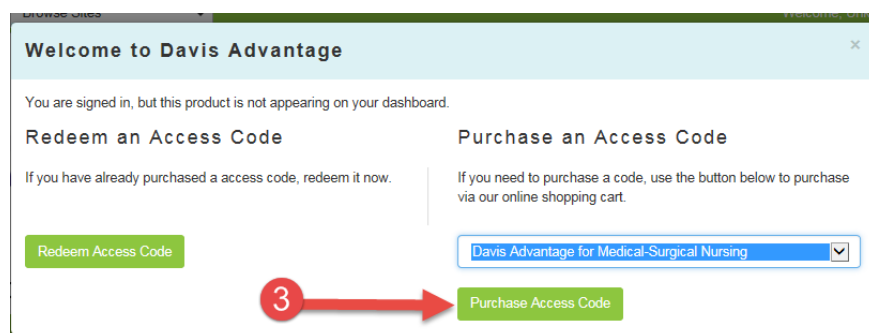 Browse Sites
Welcome to Davis Advantage
×
You are signed in, but this product is not appearing on your dashboard.
Redeem an Access Code
If you have already purchased a access code, redeem it now.
Redeem Access Code
Purchase an Access Code
If you need to purchase a code, use the button below to purchase
via our online shopping cart.
Davis Advantage for Medical-Surgical Nursing
3
Purchase Access Code